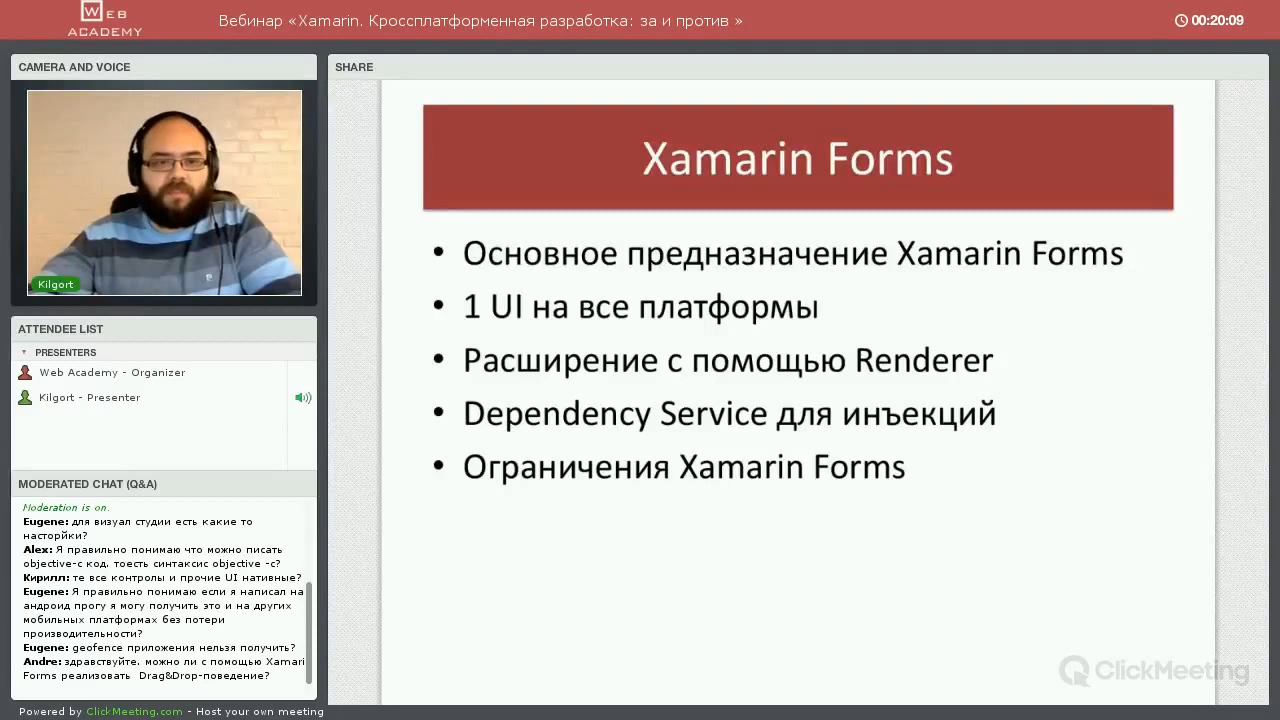 WEB
ACADEMY
Вебинар «Xamarin. Кроссплатформенная разработка: за и против »
00:20:09
CAMERA AND VOICE
Kilgort
ATTENDEE LIST
PRESENTERS
Web Academy - Organizer
Kilgort - Presenter
MODERATED CHAT (Q&A)
Moderation is on.
Eugene: для визуал студии есть какие то
насторйки?
Alex: Я правильно понимаю что можно писать
objective-c код, тоесть синтаксис objective -c?
Кирилл: те все контролы и прочие UI нативные?
Eugene: Я правильно понимаю если я написал на
андроид прогу я могу получить это и на других
мобильных платформах без потери
производительности?
Eugene: geofence приложения нельзя получить?
Andre: здравствуйте. можно ли с помощью Xamari
Forms реализовать Drag&Drop-поведение?
SHARE
Xamarin Forms
• Основное предназначение Xamarin Forms
• 1 UI на все платформы
• Расширение с помощью Renderer
• Dependency Service для инъекций
• Ограничения Xamarin Forms
ClickMeeting
Powered by ClickMeeting.com - Host your own meeting